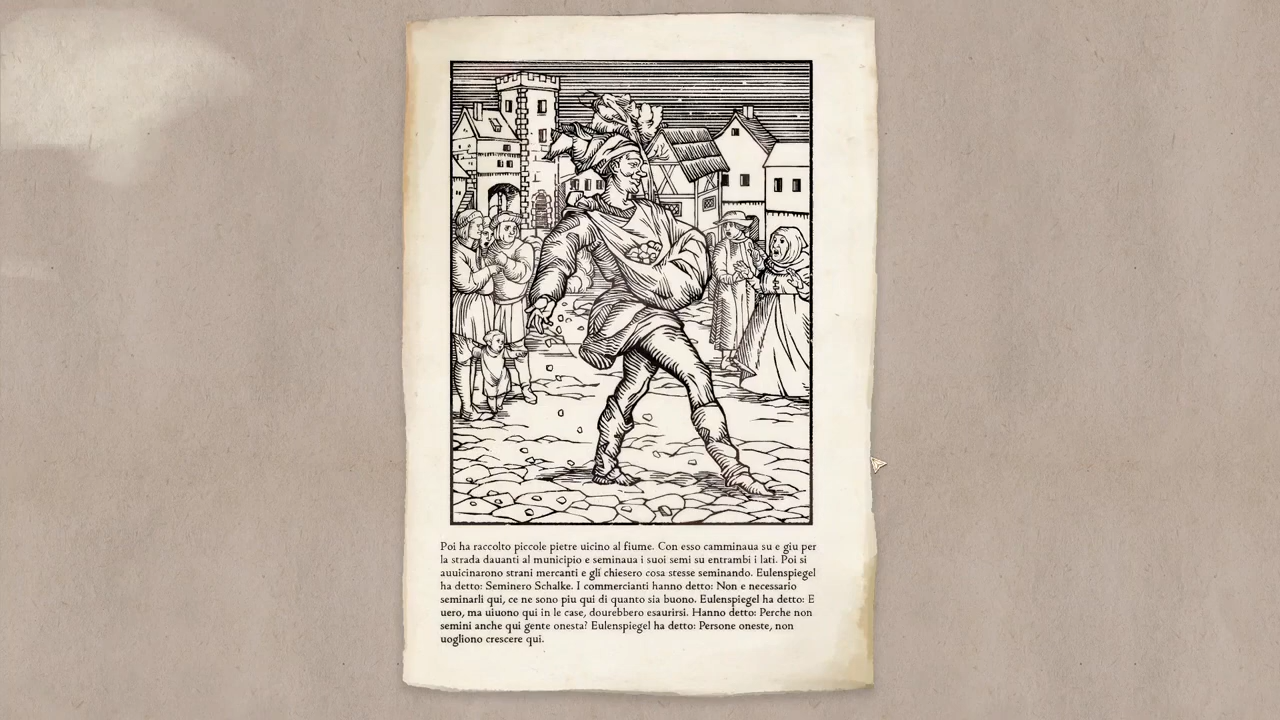 Poi ha raccolto piccole pietre uicino al fiume. Con esso camminaua su e giu per
la strada dauanti al municipio e seminaua i suoi semi su entrambi i lati. Poi si
auuicinarono strani mercanti e gli chiesero cosa stesse seminando. Eulenspiegel
ha detto: Seminero Schalke. I commercianti hanno detto: Non e necessario
seminarli qui, ce ne sono piu qui di quanto sia buono. Eulenspiegel ha detto: E
uero, ma uiuono qui in le case, dourebbero esaurirsi. Hanno detto: Perche non
semini anche qui gente onesta? Eulenspiegel ha detto: Persone oneste, non
uogliono crescere qui.